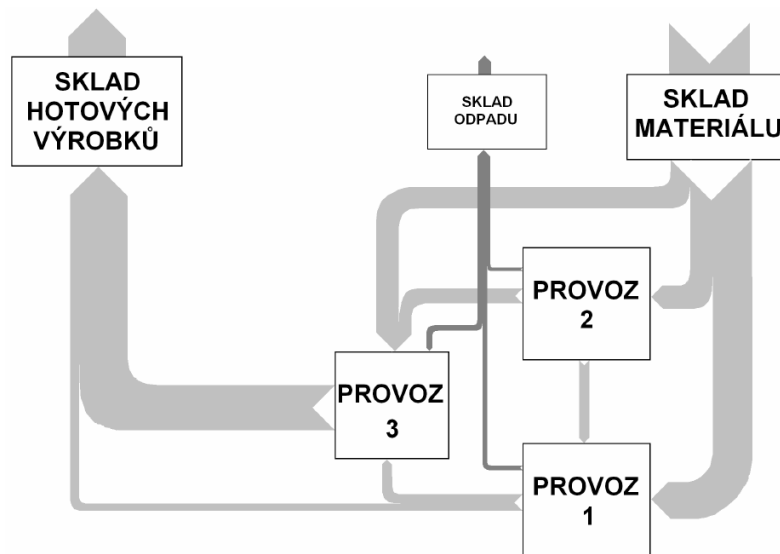 SKLAD
HOTOVÝCH
VÝROBKŮ
SKLAD
ODPADU
SKLAD
MATERIÁLU
PROVOZ
2
PROVOZ
3
PROVOZ
1